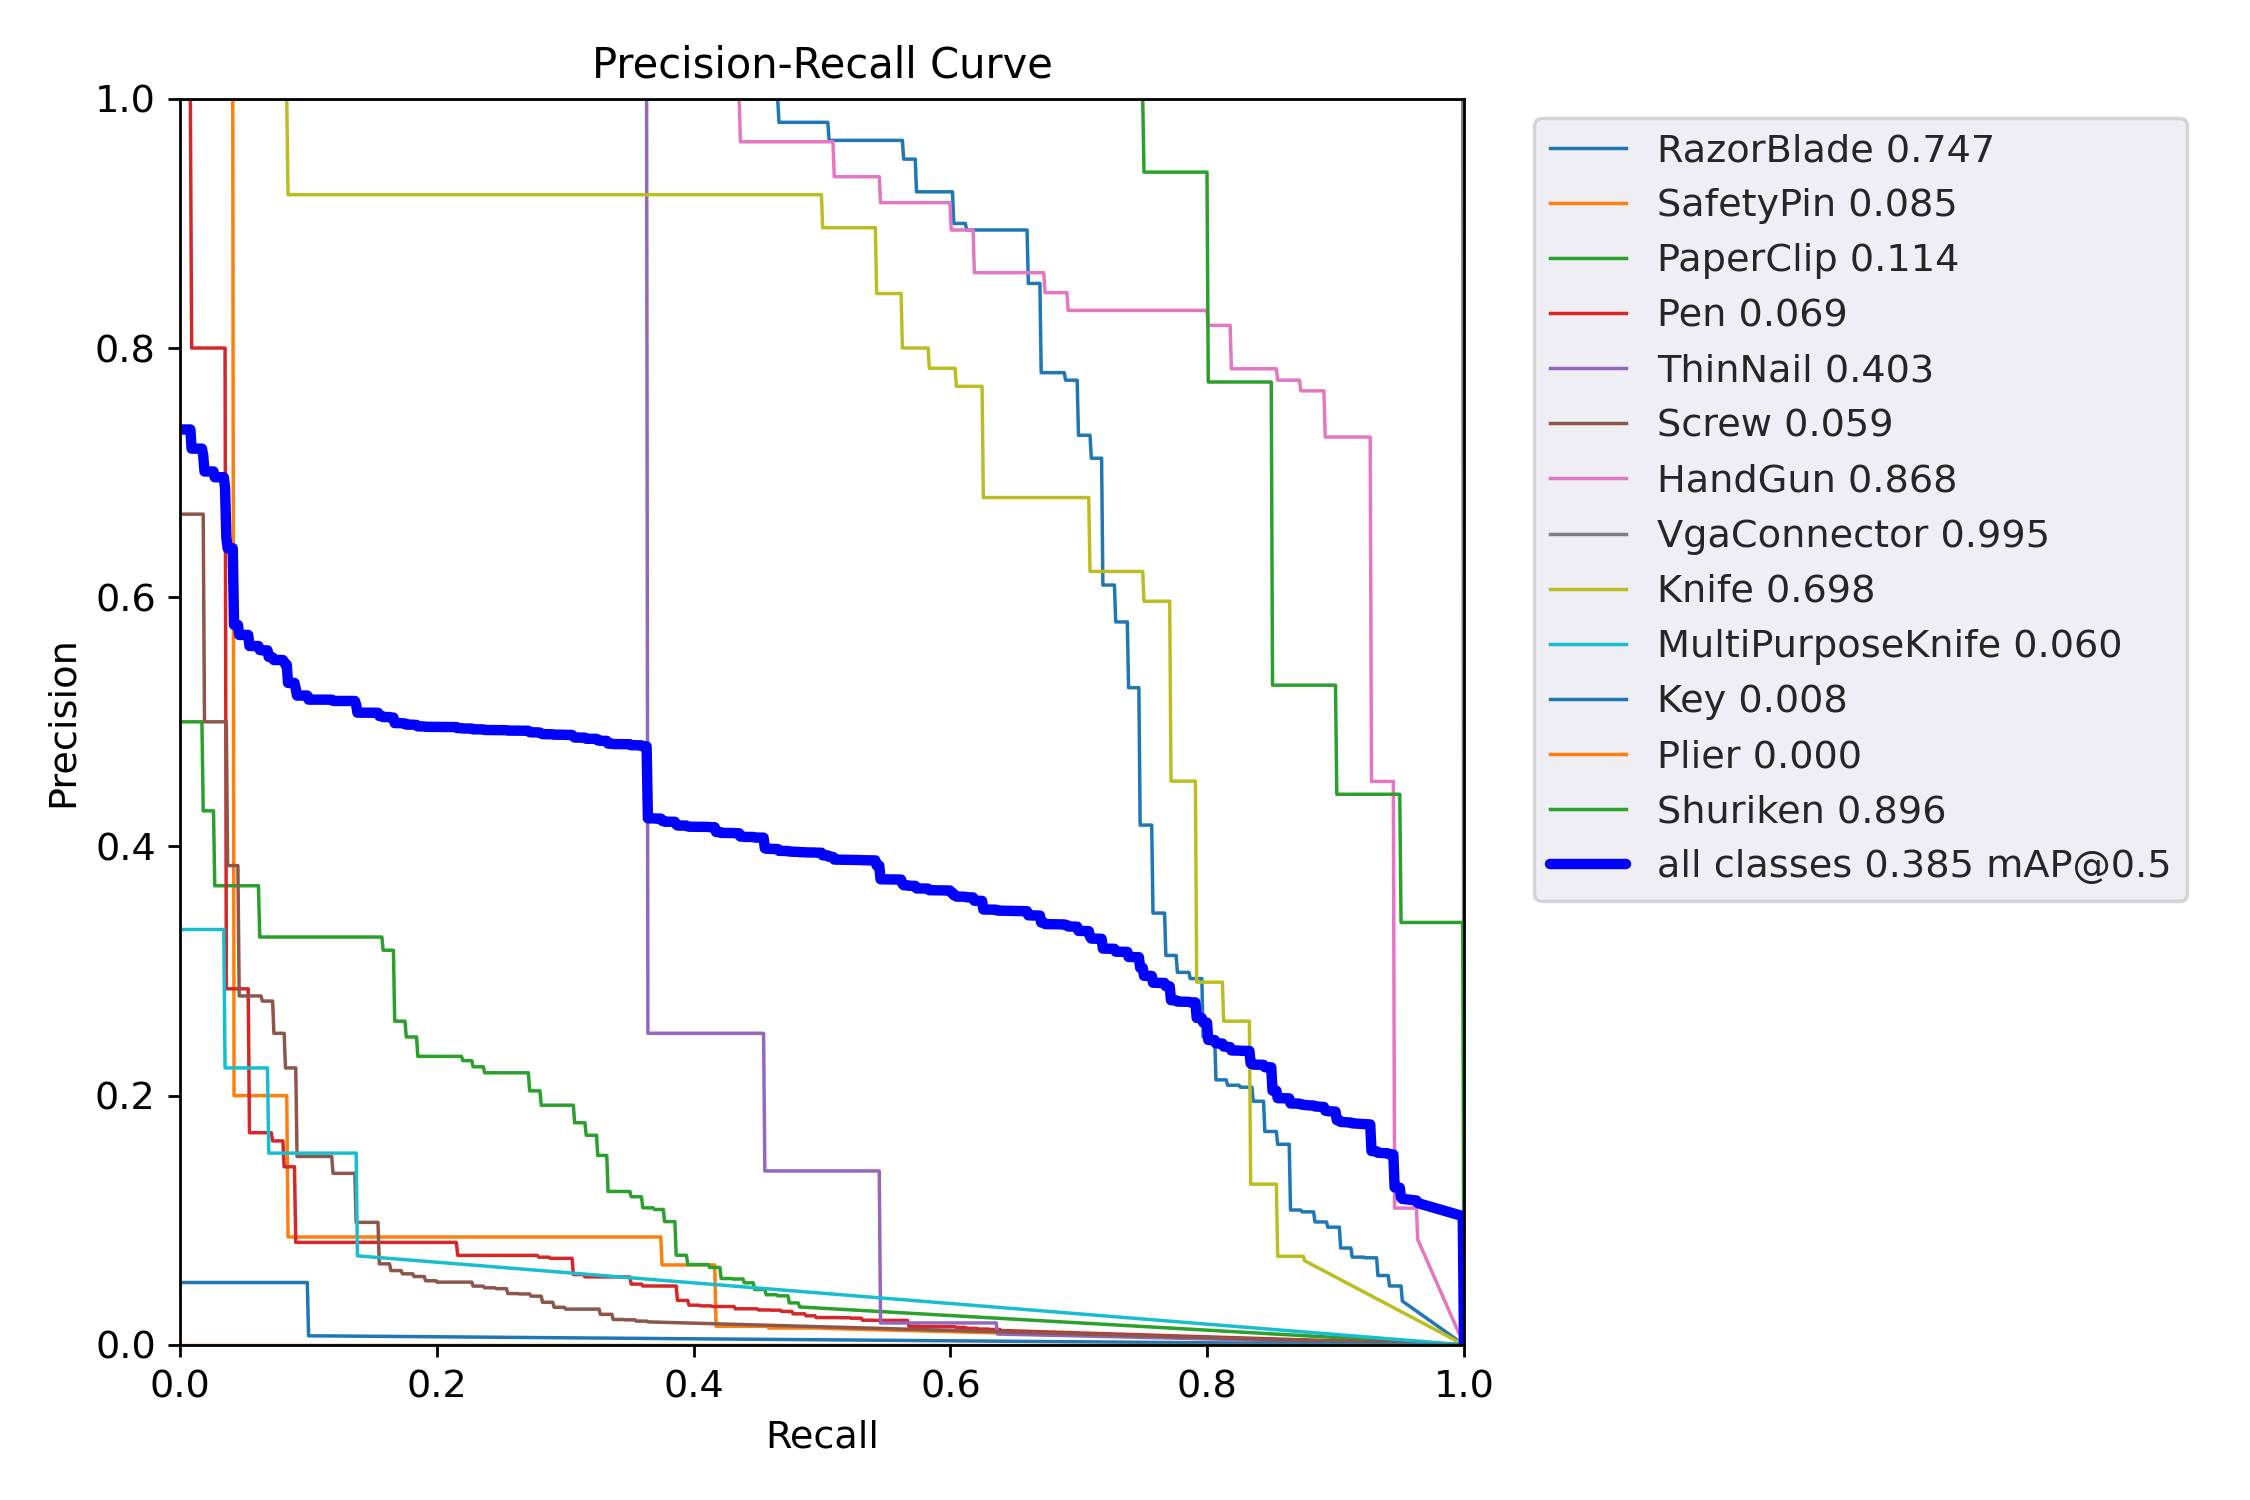 Precision-Recall Curve
1.0
0.8
0.6
0.4
0.2
0.0
Precision
0.0 0.2 0.4 0.6 0.8 1.0
Recall
RazorBlade 0.747
SafetyPin 0.085
PaperClip 0.114
Pen 0.069
ThinNail 0.403
Screw 0.059
HandGun 0.868
VgaConnector 0.995
Knife 0.698
MultiPurposeKnife 0.060
Key 0.008
Plier 0.000
Shuriken 0.896
all classes 0.385 mAP@0.5